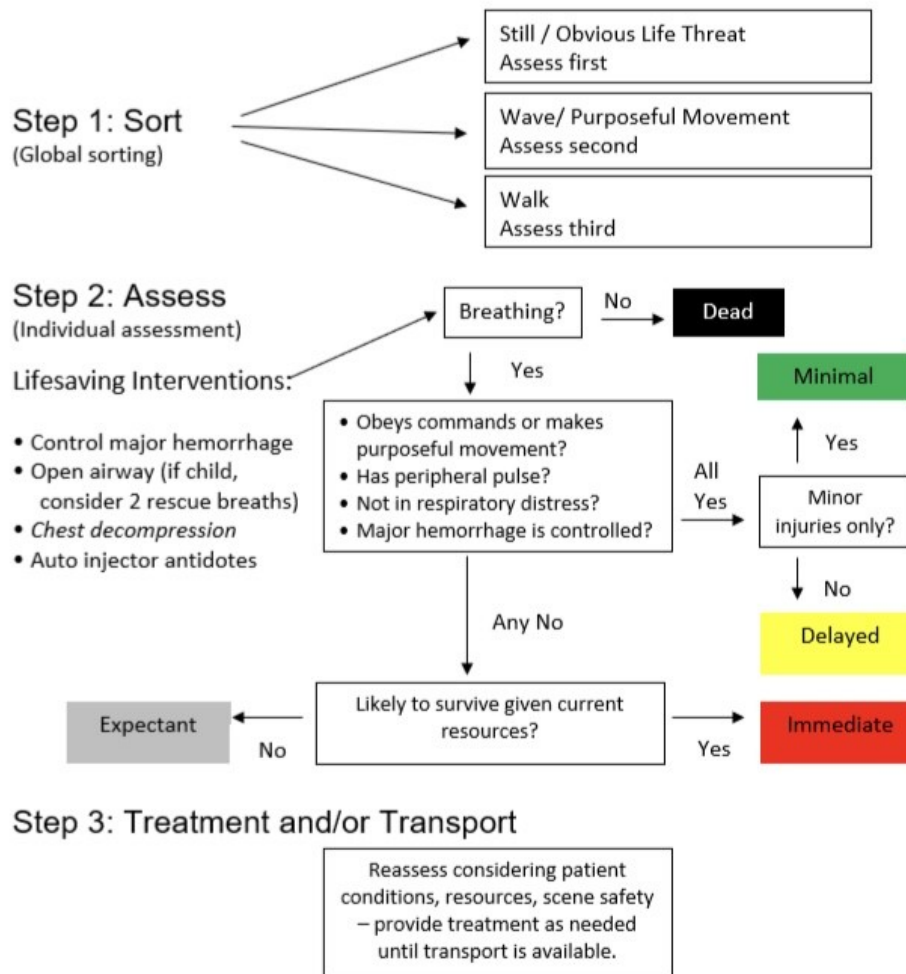 Still / Obvious Life Threat
Assess first
Step 1: Sort
(Global sorting)
Wave/ Purposeful Movement
Assess second
Walk
Assess third
Step 2: Assess
(Individual assessment)
Breathing?
No
Dead
Lifesaving Interventions:
Yes
Minimal
• Control major hemorrhage
• Open airway (if child,
consider 2 rescue breaths)
• Chest decompression
• Auto injector antidotes
• Obeys commands or makes
purposeful movement?
• Has peripheral pulse?
• Not in respiratory distress?
• Major hemorrhage is controlled?
All
Yes
Yes
Minor
injuries only?
No
Delayed
Any No
Likely to survive given current
resources?
Expectant
No
Yes
Immediate
Step 3: Treatment and/or Transport
Reassess considering patient
conditions, resources, scene safety
– provide treatment as needed
until transport is available.